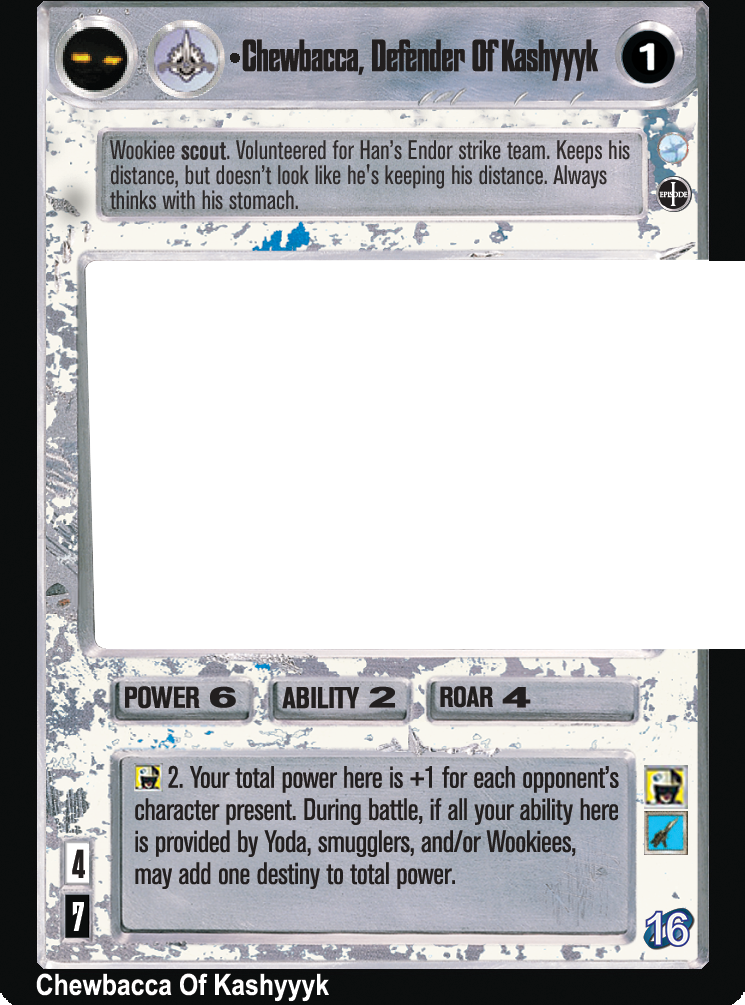 •Chewbacca, Defender Of Kashyyyk
1
Wookiee scout. Volunteered for Han's Endor strike team. Keeps his
distance, but doesn't look like he's keeping his distance. Always
thinks with his stomach.
EPISODE
I
POWER 6
ABILITY 2
ROAR 4
2. Your total power here is +1 for each opponent's
character present. During battle, if all your ability here
is provided by Yoda, smugglers, and/or Wookiees,
may add one destiny to total power.
4
7
16
Chewbacca Of Kashyyyk